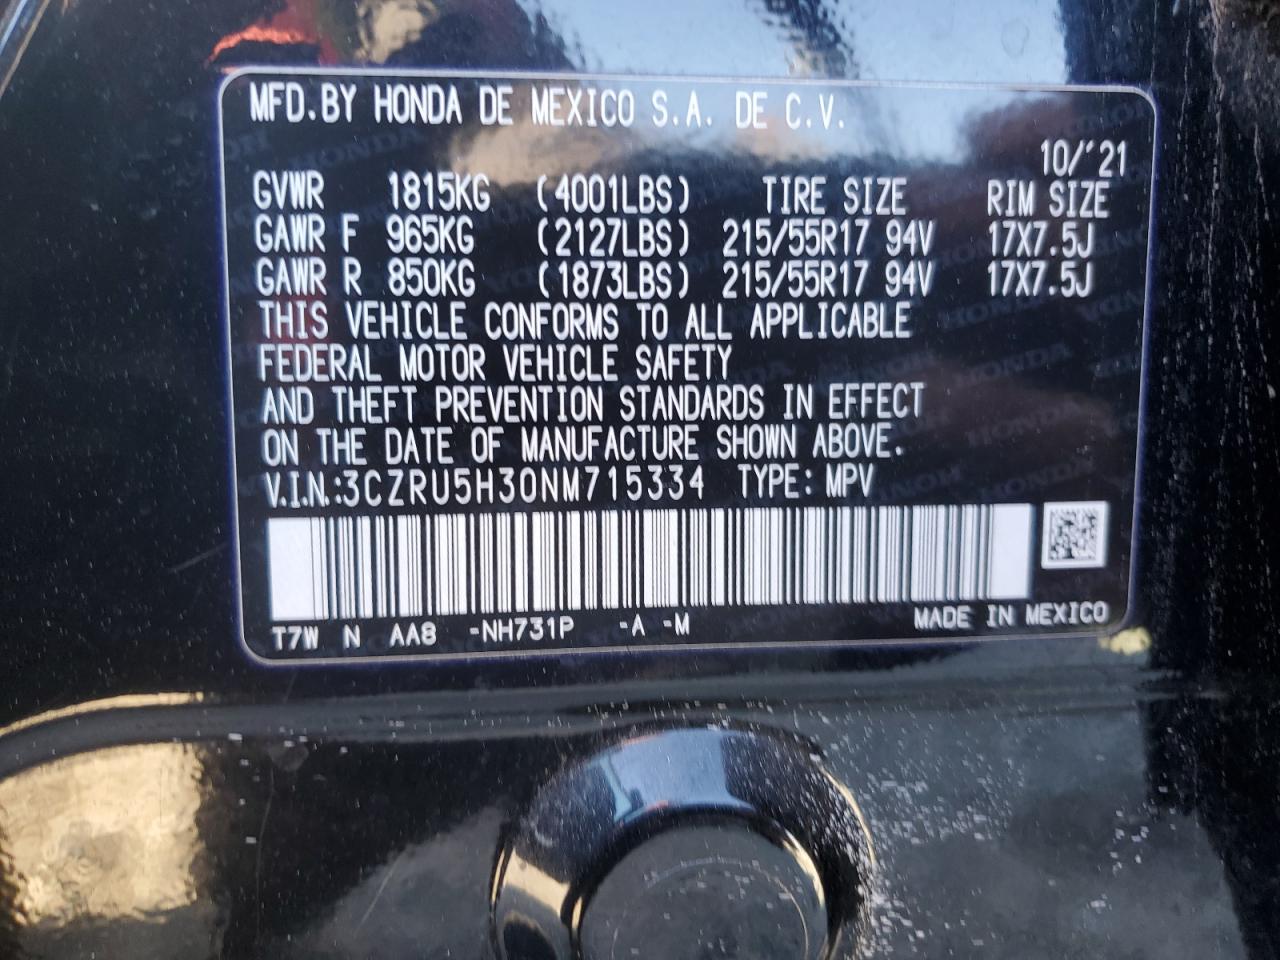 MFD.BY HONDA DE MEXICO S.A. DE C.V.
10/'21
GVWR 1815KG (4001LBS) TIRE SIZE RIM SIZE
GAWR F 965KG (2127LBS) 215/55R17 94V 17X7.5J
GAWR R 850KG (1873LBS) 215/55R17 94V 17X7.5J
THIS VEHICLE CONFORMS TO ALL APPLICABLE
FEDERAL MOTOR VEHICLE SAFETY
AND THEFT PREVENTION STANDARDS IN EFFECT
ON THE DATE OF MANUFACTURE SHOWN ABOVE.
V.I.N.:3CZRU5H30NM715334 TYPE: MPV
T7W N AA8 -NH731P -A -M MADE IN MEXICO